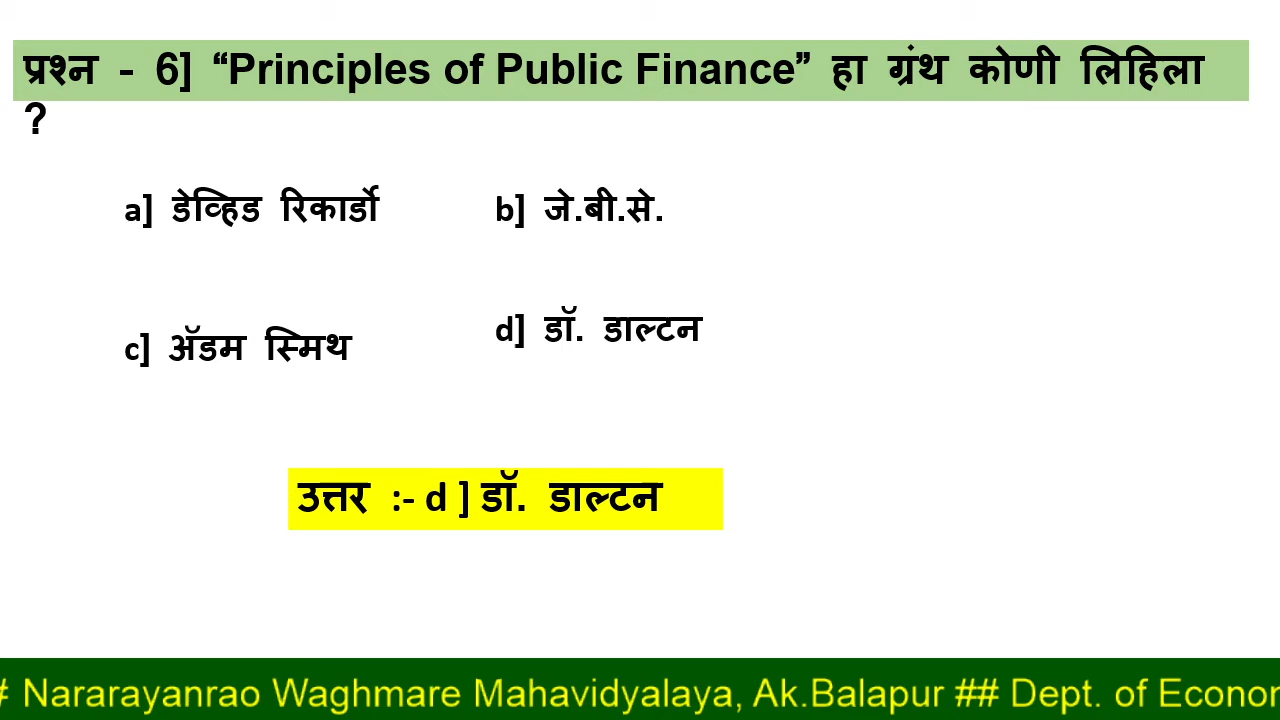 प्रश्न - 6] “Principles of Public Finance” हा ग्रंथ कोणी लिहिला
?
a] डेव्हिड रिकार्डो b] जे.बी.से.
c] ॲडम स्मिथ d] डॉ. डाल्टन
उत्तर :- d ] डॉ. डाल्टन
# Nararayanrao Waghmare Mahavidyalaya, Ak.Balapur ## Dept. of Econor